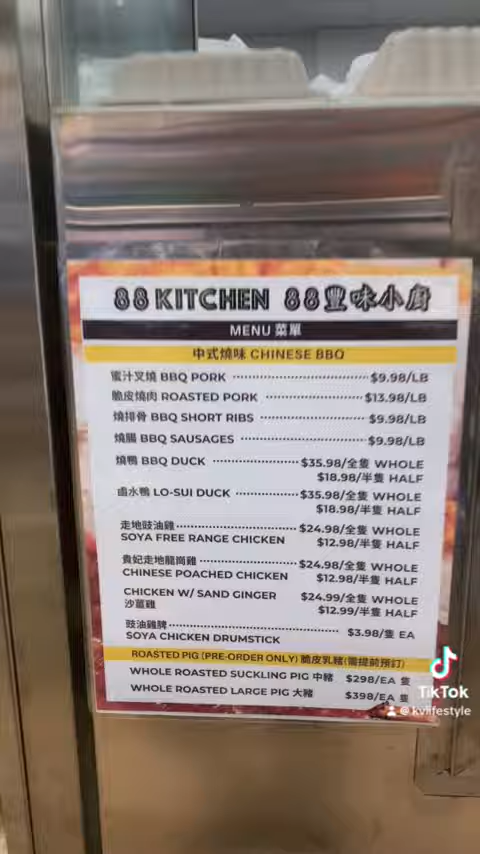 88 KITCHEN 88豐味小廚
MENU 菜單
中式燒味 CHINESE BBQ
蜜汁叉燒 BBQ PORK $9.98/LB
脆皮燒肉 ROASTED PORK $13.98/LB
燒排骨 BBQ SHORT RIBS $9.98/LB
燒腸 BBQ SAUSAGES $9.98/LB
燒鴨 BBQ DUCK $35.98/全隻 WHOLE
$18.98/半隻 HALF
鹵水鴨 LO-SUI DUCK $35.98/全隻 WHOLE
$18.98/半隻 HALF
走地豉油雞 $24.98/全隻 WHOLE
SOYA FREE RANGE CHICKEN $12.98/半隻 HALF
貴妃走地龍崗雞 $24.98/全隻 WHOLE
CHINESE POACHED CHICKEN $12.98/半隻 HALF
CHICKEN W/ SAND GINGER $24.99/全隻 WHOLE
沙薑雞 $12.99/半隻 HALF
豉油雞髀 $3.98/隻 EA
SOYA CHICKEN DRUMSTICK
ROASTED PIG (PRE-ORDER ONLY) 脆皮乳豬(需提前預訂)
WHOLE ROASTED SUCKLING PIG 中豬 $298/EA 隻
WHOLE ROASTED LARGE PIG 大豬 $398/EA 隻
TikTok
@kvlifestyle